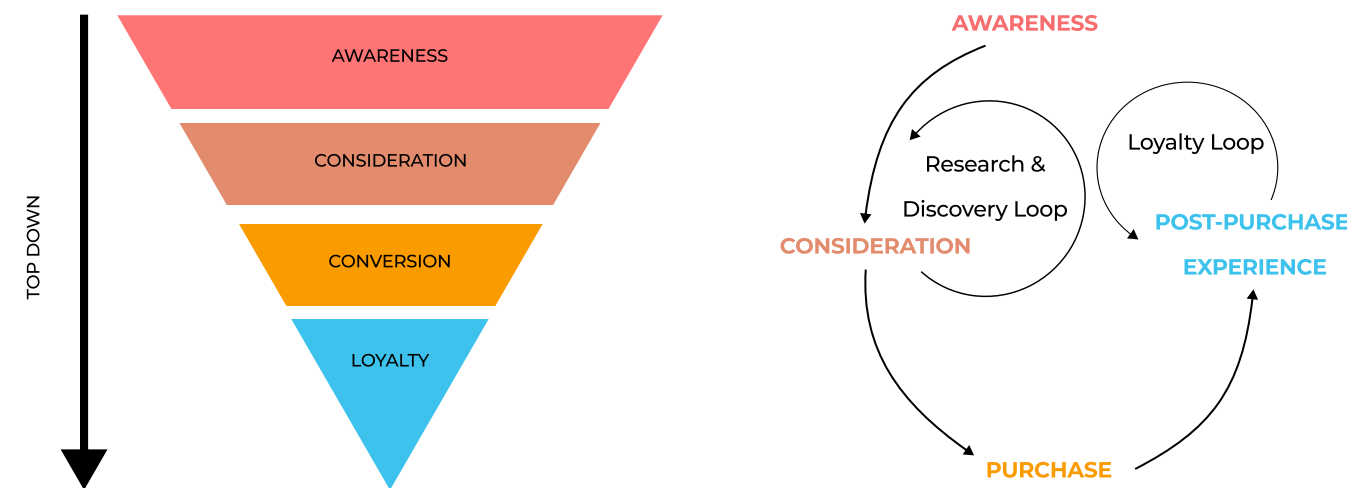 TOP DOWN
AWARENESS
CONSIDERATION
CONVERSION
LOYALTY
AWARENESS
Research &
Discovery Loop
CONSIDERATION
Loyalty Loop
POST-PURCHASE
EXPERIENCE
PURCHASE